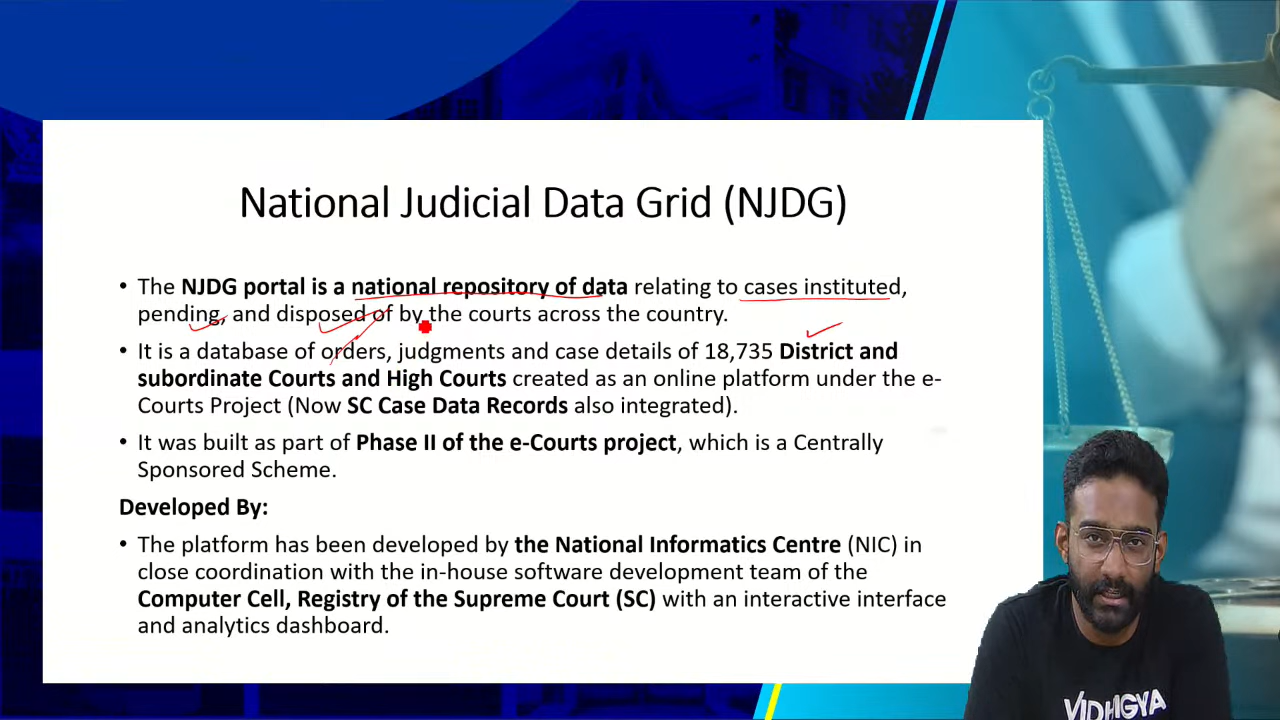 National Judicial Data Grid (NJDG)
• The NJDG portal is a national repository of data relating to cases instituted,
pending, and disposed of by the courts across the country.
• It is a database of orders, judgments and case details of 18,735 District and
subordinate Courts and High Courts created as an online platform under the e-
Courts Project (Now SC Case Data Records also integrated).
• It was built as part of Phase II of the e-Courts project, which is a Centrally
Sponsored Scheme.
Developed By:
• The platform has been developed by the National Informatics Centre (NIC) in
close coordination with the in-house software development team of the
Computer Cell, Registry of the Supreme Court (SC) with an interactive interface
and analytics dashboard.
VIDHIGYA